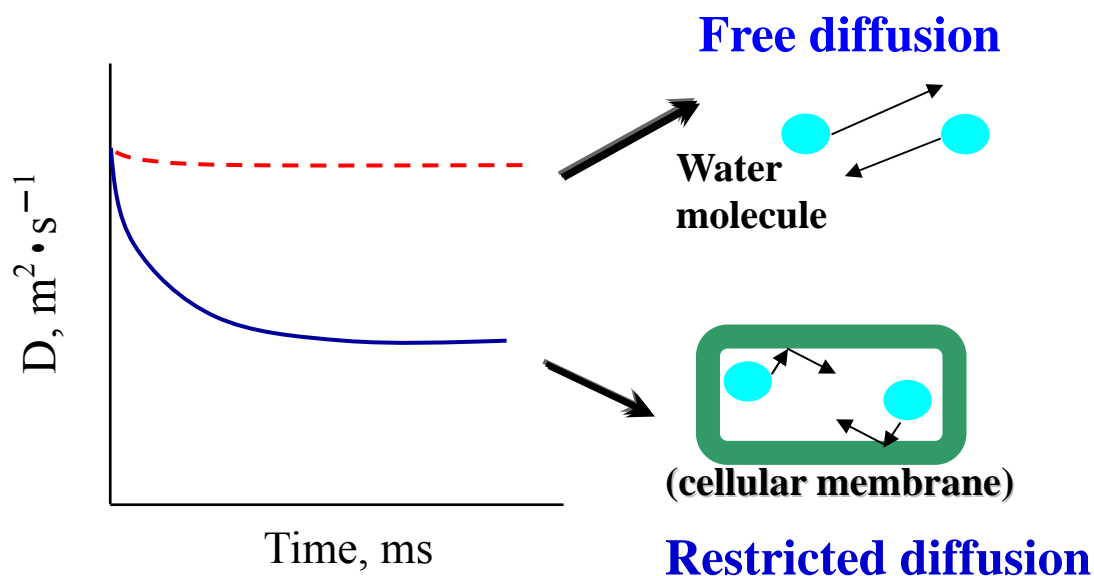 Free diffusion
Water
molecule
D, m²•s⁻¹
(cellular membrane)
Time, ms
Restricted diffusion